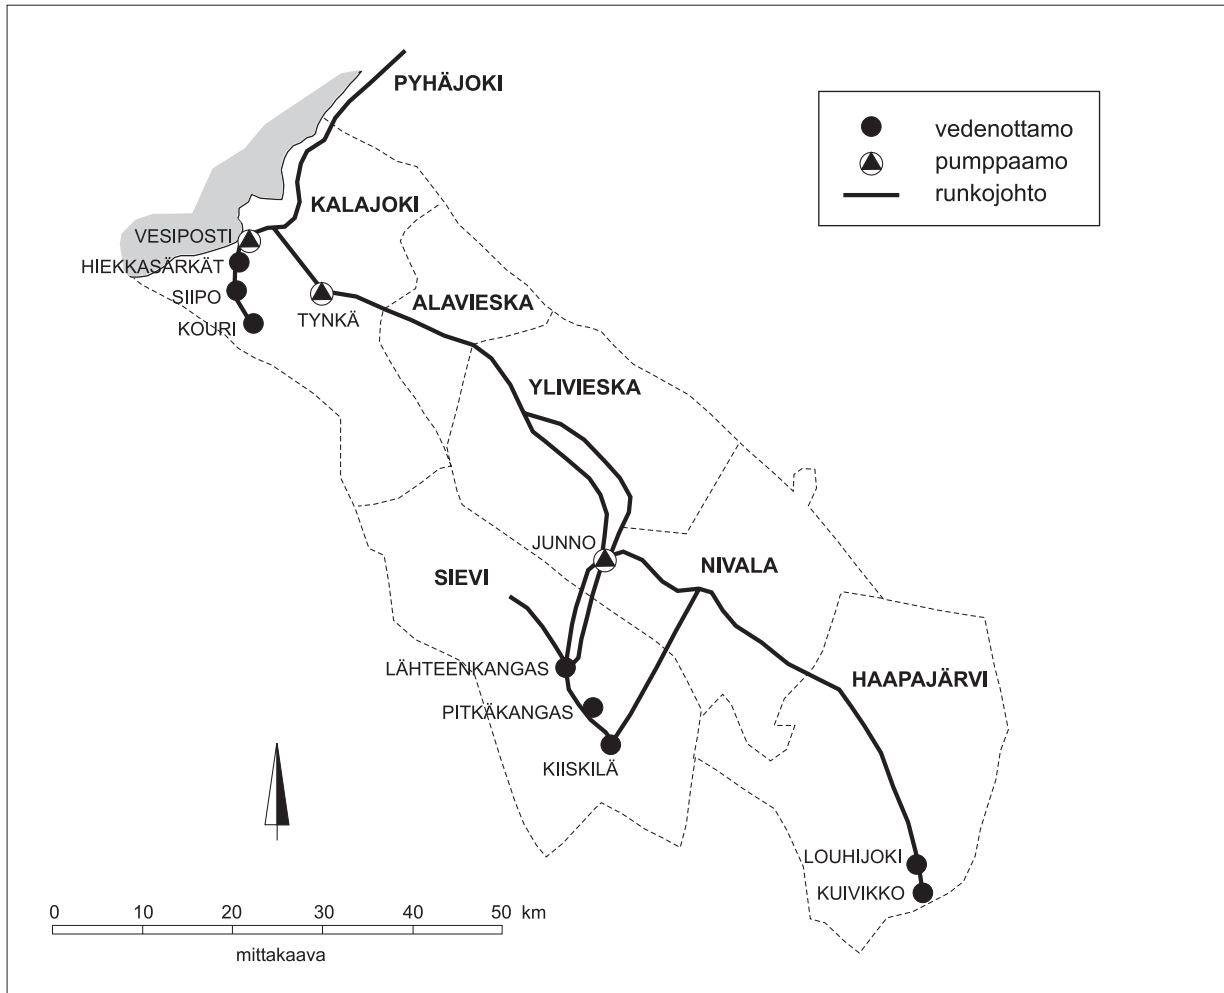 PYHÄJOKI
vedenottamo
pumppaamo
runkojohto
KALAJOKI
VESIPOSTI
HIEKKASÄRKÄT
SIIPO
KOURI
TYNKÄ
ALAVIESKA
YLIVIESKA
JUNNO
NIVALA
SIEVI
LÄHTEENKANGAS
HAAPAJÄRVI
PITKÄKANGAS
KIISKILÄ
LOUHIJOKI
KUIVIKKO
0 10 20 30 40 50 km
mittakaava